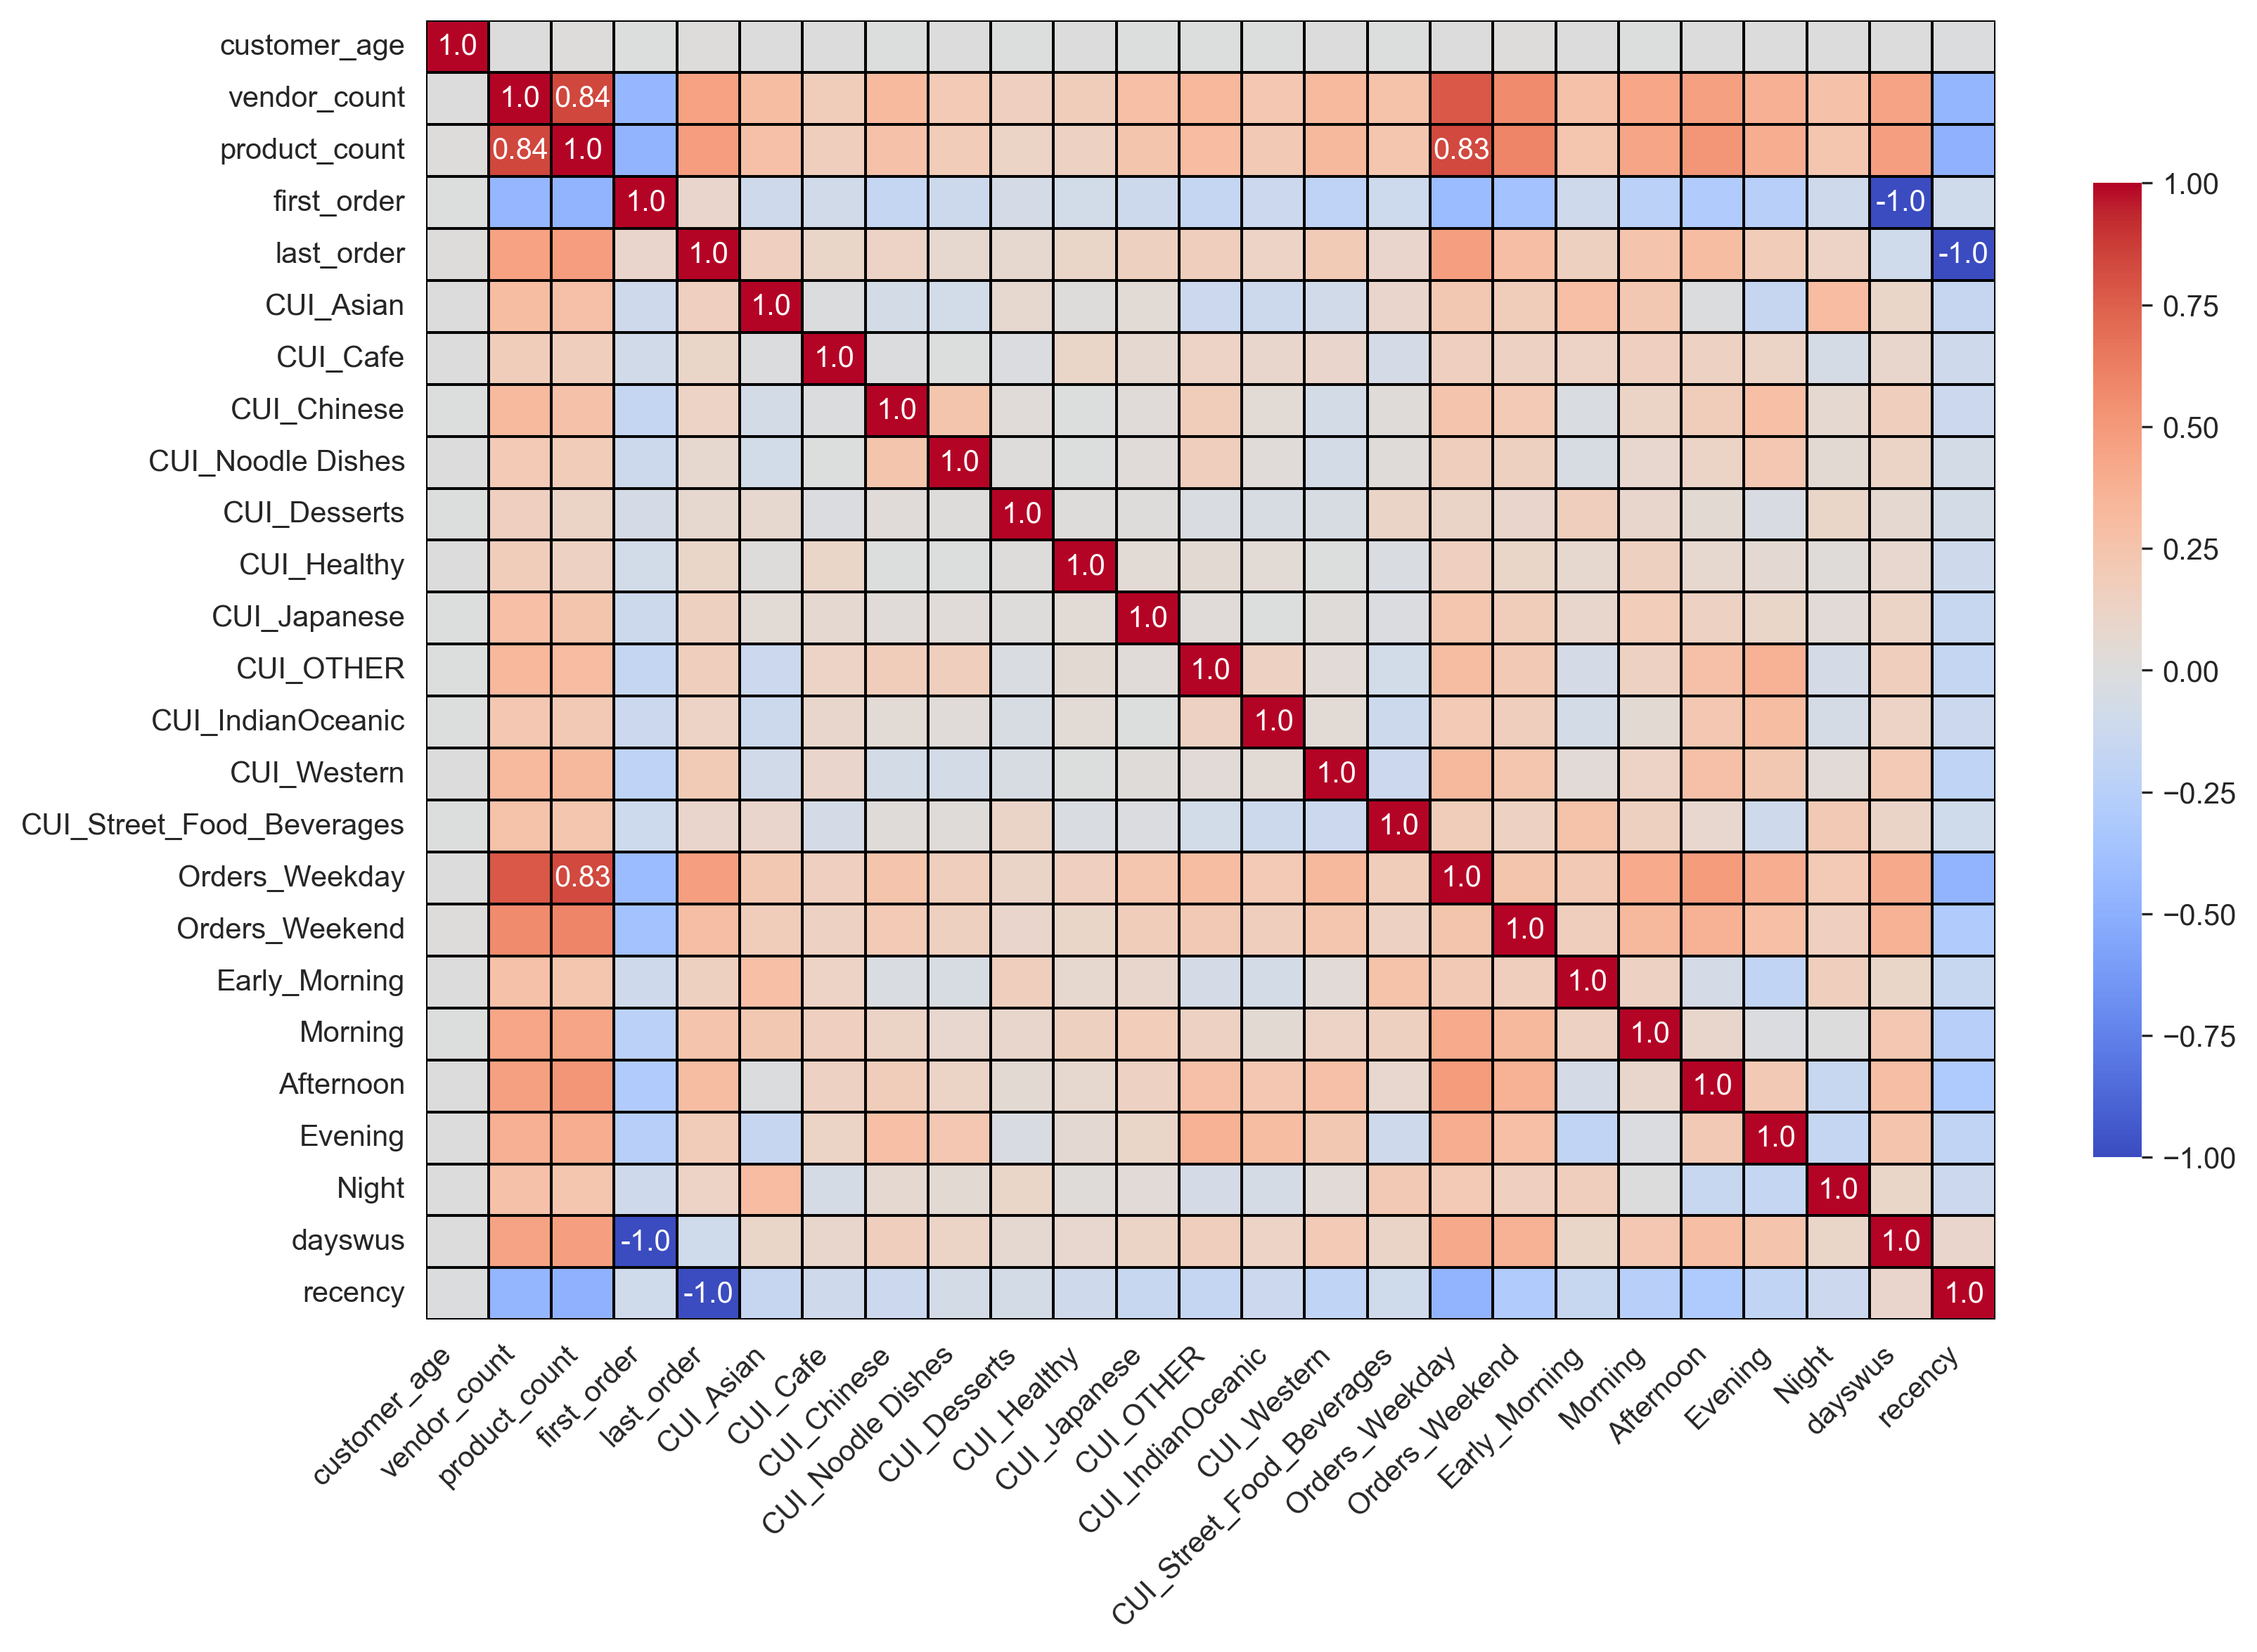 customer_age 1.0
vendor_count 1.0 0.84
product_count 0.84 1.0 0.83
first_order 1.0 -1.0
last_order 1.0 -1.0
CUI_Asian 1.0
CUI_Cafe 1.0
CUI_Chinese 1.0
CUI_Noodle Dishes 1.0
CUI_Desserts 1.0
CUI_Healthy 1.0
CUI_Japanese 1.0
CUI_OTHER 1.0
CUI_IndianOceanic 1.0
CUI_Western 1.0
CUI_Street_Food_Beverages 1.0
Orders_Weekday 0.83 1.0
Orders_Weekend 1.0
Early_Morning 1.0
Morning 1.0
Afternoon 1.0
Evening 1.0
Night 1.0
dayswus -1.0 1.0
recency -1.0 1.0
customer_age
vendor_count
product_count
first_order
last_order
CUI_Asian
CUI_Cafe
CUI_Chinese
CUI_Noodle Dishes
CUI_Desserts
CUI_Healthy
CUI_Japanese
CUI_OTHER
CUI_IndianOceanic
CUI_Western
CUI_Street_Food_Beverages
Orders_Weekday
Orders_Weekend
Early_Morning
Morning
Afternoon
Evening
Night
dayswus
recency
1.00
0.75
0.50
0.25
0.00
−0.25
−0.50
−0.75
−1.00